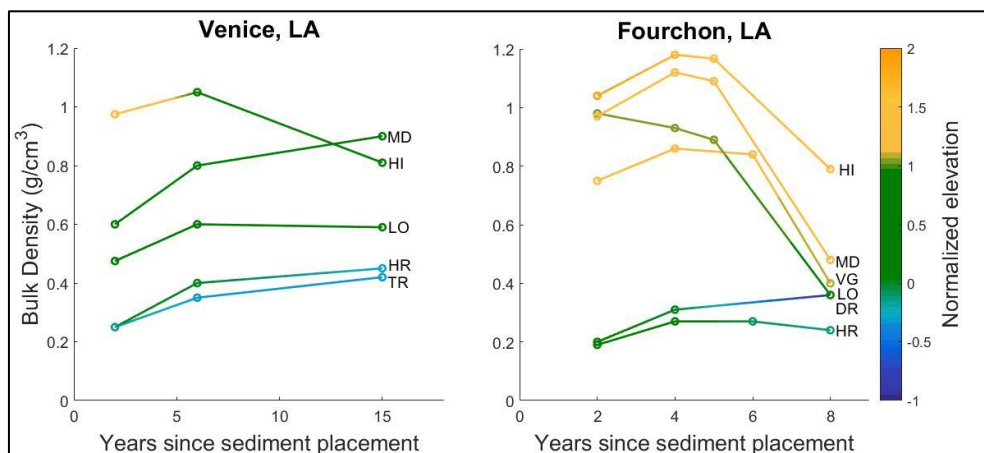 Venice, LA
1.2
1
0.8
0.6
0.4
0.2
0
0
5
10
15
Bulk Density (g/cm³)
Years since sediment placement
MD
HI
LO
HR
TR
Fourchon, LA
1.2
1
0.8
0.6
0.4
0.2
0
0
2
4
6
8
Years since sediment placement
HI
MD
VG
LO
DR
HR
2
1.5
1
0.5
0
-0.5
-1
Normalized elevation